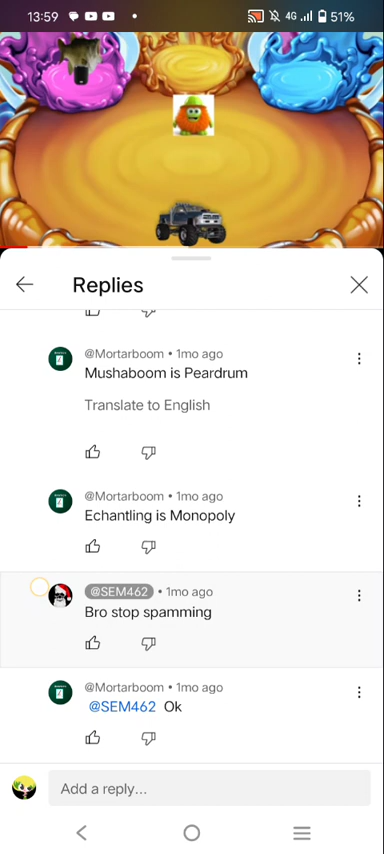 13:59
4G
51%
Replies
@Mortarboom • 1mo ago
Mushaboom is Peardrum
Translate to English
@Mortarboom • 1mo ago
Echantling is Monopoly
@SEM462 • 1mo ago
Bro stop spamming
@Mortarboom • 1mo ago
@SEM462 Ok
Add a reply...